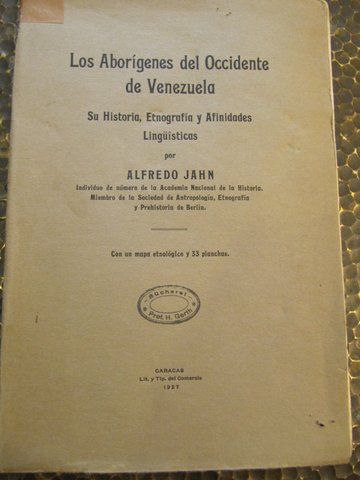 Los Aborígenes del Occidente
de Venezuela
Su Historia, Etnografía y Afinidades
Lingüísticas
por
ALFREDO JAHN
Individuo de número de la Academia Nacional de la Historia.
Miembro de la Sociedad de Antropología, Etnografía
y Prehistoria de Berlín.
Con un mapa etnológico y 33 planchas.
Bücherei
Prof. H. Gerth
CARACAS
Lit. y Tip. del Comercio
1927